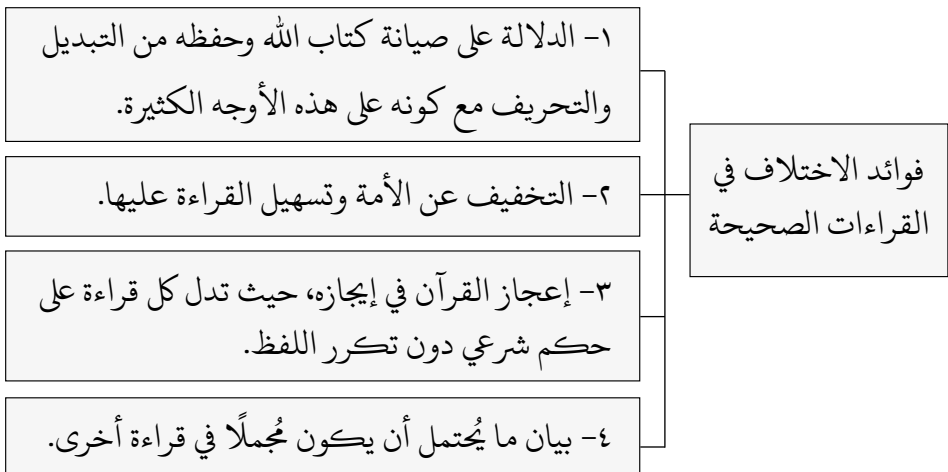 فوائد الاختلاف في
القراءات الصحيحة
١- الدلالة على صيانة كتاب الله وحفظه من التبديل
والتحريف مع كونه على هذه الأوجه الكثيرة.
٢- التخفيف عن الأمة وتسهيل القراءة عليها.
٣- إعجاز القرآن في إيجازه، حيث تدل كل قراءة على
حكم شرعي دون تكرر اللفظ.
٤- بيان ما يُحتمل أن يكون مُجملًا في قراءة أخرى.